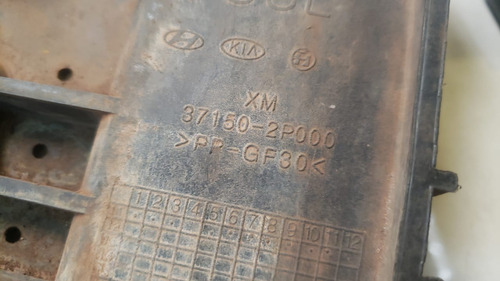 KIA
XM
37150-2P000
>PP-GF30<
1 2 3 4 5 6 7 8 9 10 11 12